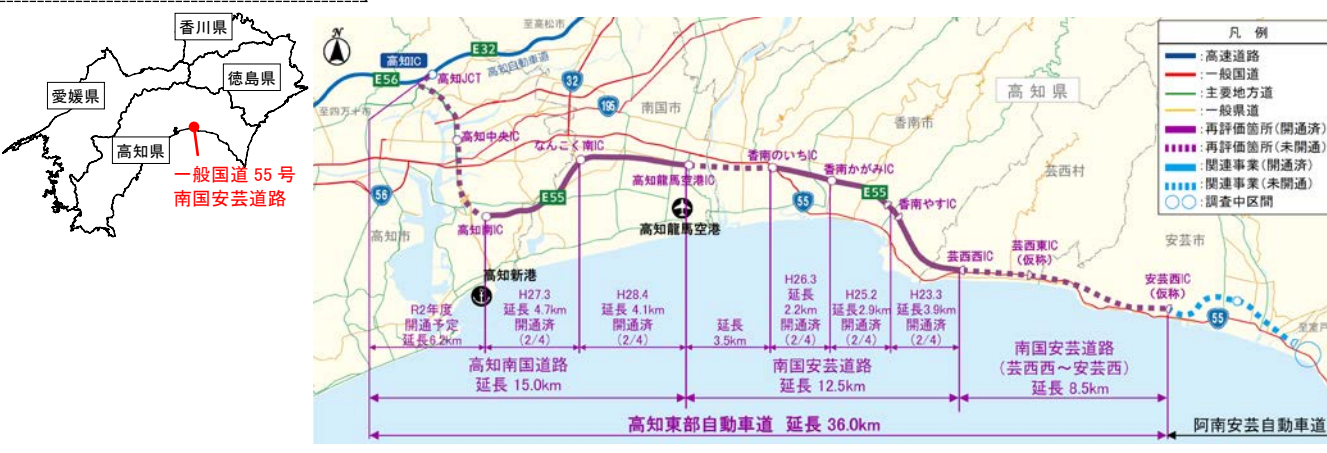 香川県
徳島県
愛媛県
高知県
一般国道 55 号
南国安芸道路
N
至高松市
E32
高知自動車道
高知IC
E56
高知JCT
至四万十市
32
195
南国市
高知県
香南市
芸西村
安芸市
高知市
56
高知中央IC
なんこく南IC
高知龍馬空港IC
香南のいちIC
香南かがみIC
E55
香南やすIC
E55
55
高知南IC
高知龍馬空港
高知新港
芸西西IC
芸西東IC
(仮称)
安芸西IC
(仮称)
55
凡 例
:高速道路
:一般国道
:主要地方道
:一般県道
:再評価箇所(開通済)
:再評価箇所(未開通)
:関連事業(開通済)
:関連事業(未開通)
:調査中区間
R2年度
開通予定
延長6.2km
H27.3
延長 4.7km
開通済
(2/4)
H28.4
延長 4.1km
開通済
(2/4)
延長
3.5km
H26.3
延長
2.2km
開通済
(2/4)
H25.2
延長2.9km
開通済
(2/4)
H23.3
延長3.9km
開通済
(2/4)
高知南国道路
延長 15.0km
南国安芸道路
延長 12.5km
南国安芸道路
(芸西西~安芸西)
延長 8.5km
高知東部自動車道 延長 36.0km
阿南安芸自動車道